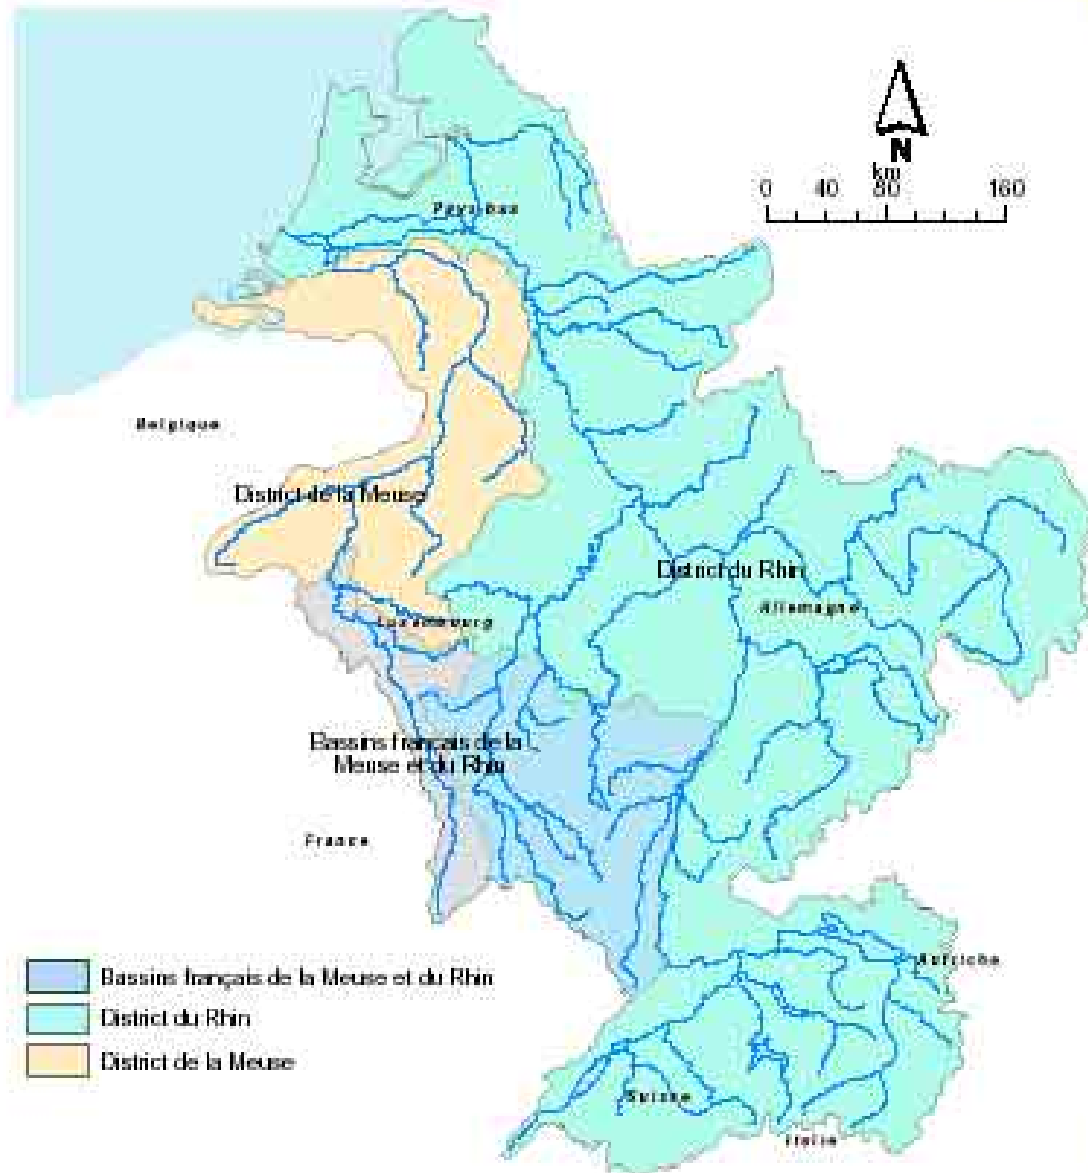 N
km
0 40 80 160
Pays-bas
Belgique
District de la Meuse
District du Rhin
Allemagne
Luxembourg
Bassins français de la
Meuse et du Rhin
France
Autriche
Bassins français de la Meuse et du Rhin
District du Rhin
District de la Meuse
Suisse
Italie